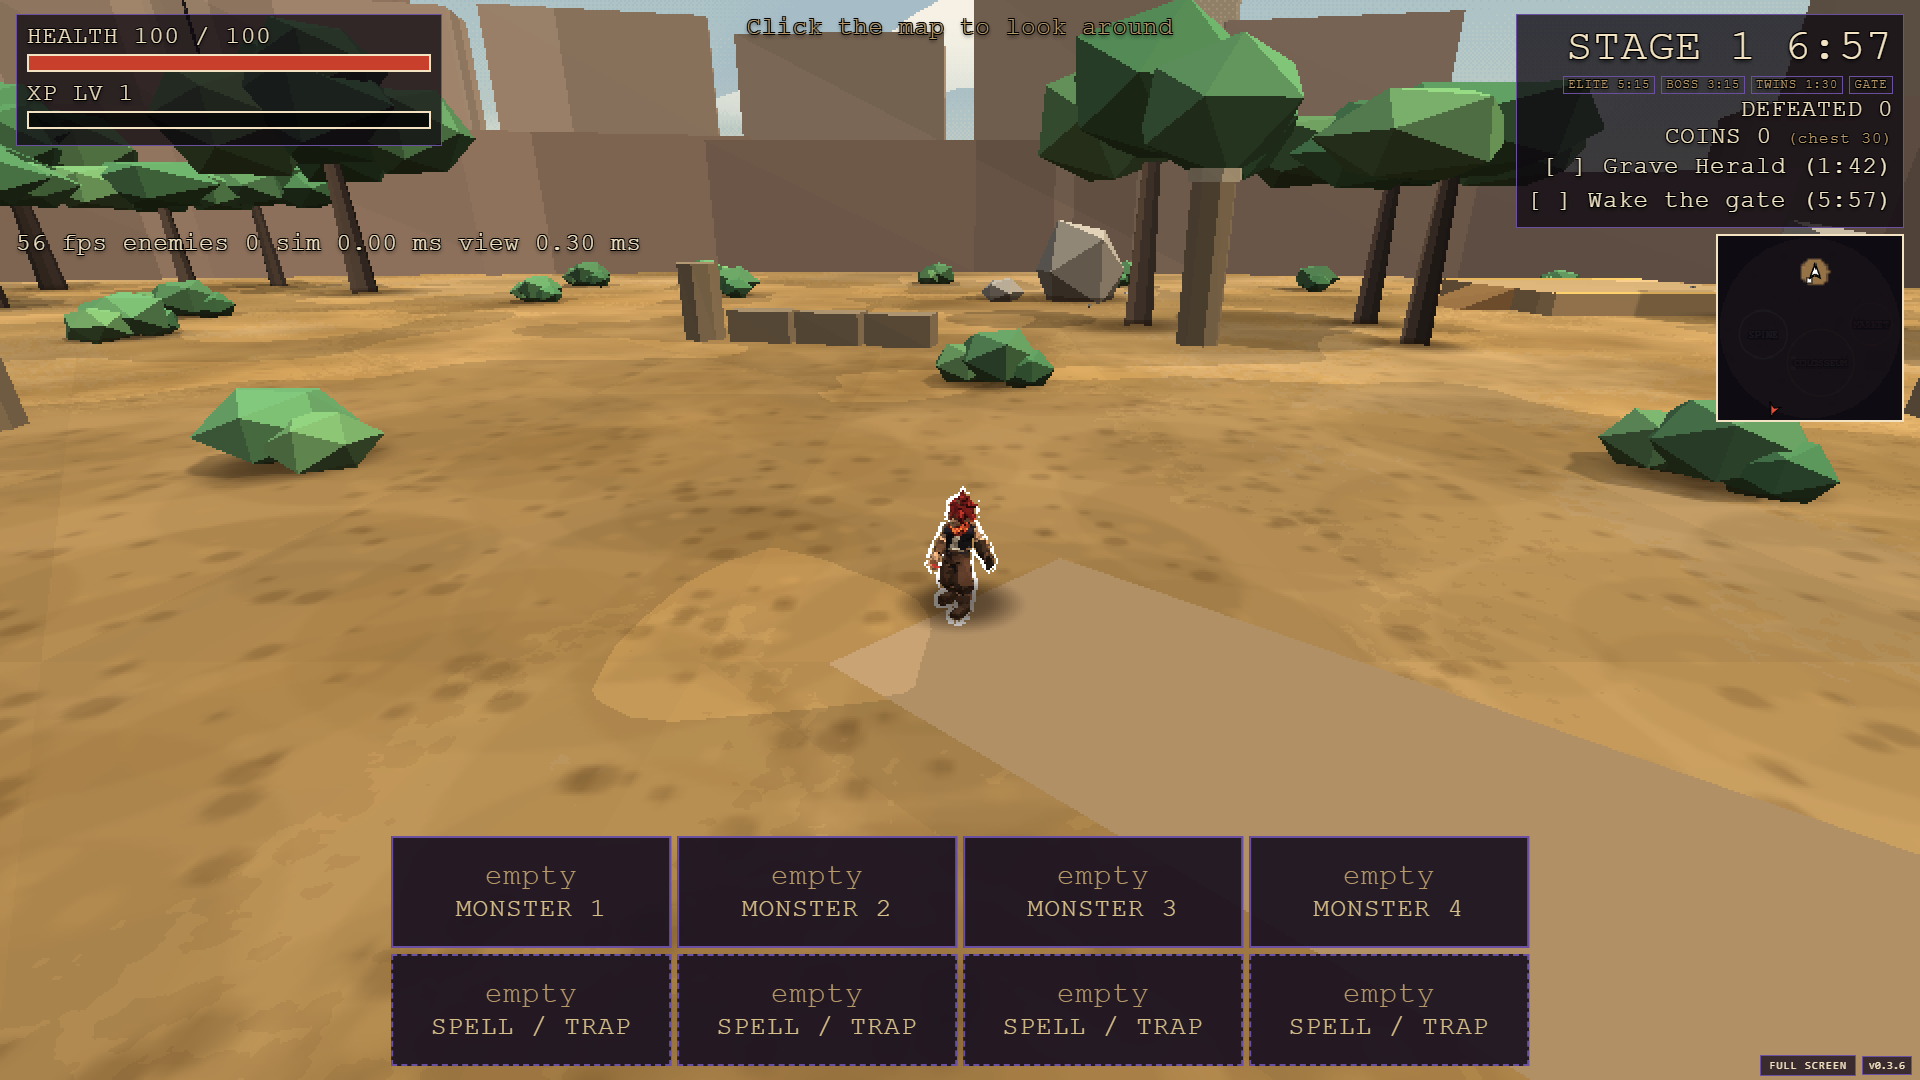 HEALTH 100 / 100
XP LV 1
Click the map to look around
STAGE 1 6:57
ELITE 5:15 BOSS 3:15 TWINS 1:30 GATE
DEFEATED 0
COINS 0 (chest 30)
[ ] Grave Herald (1:42)
[ ] Wake the gate (5:57)
56 fps enemies 0 sim 0.00 ms view 0.30 ms
empty
MONSTER 1
empty
MONSTER 2
empty
MONSTER 3
empty
MONSTER 4
empty
SPELL / TRAP
empty
SPELL / TRAP
empty
SPELL / TRAP
empty
SPELL / TRAP
FULL SCREEN
v0.3.6